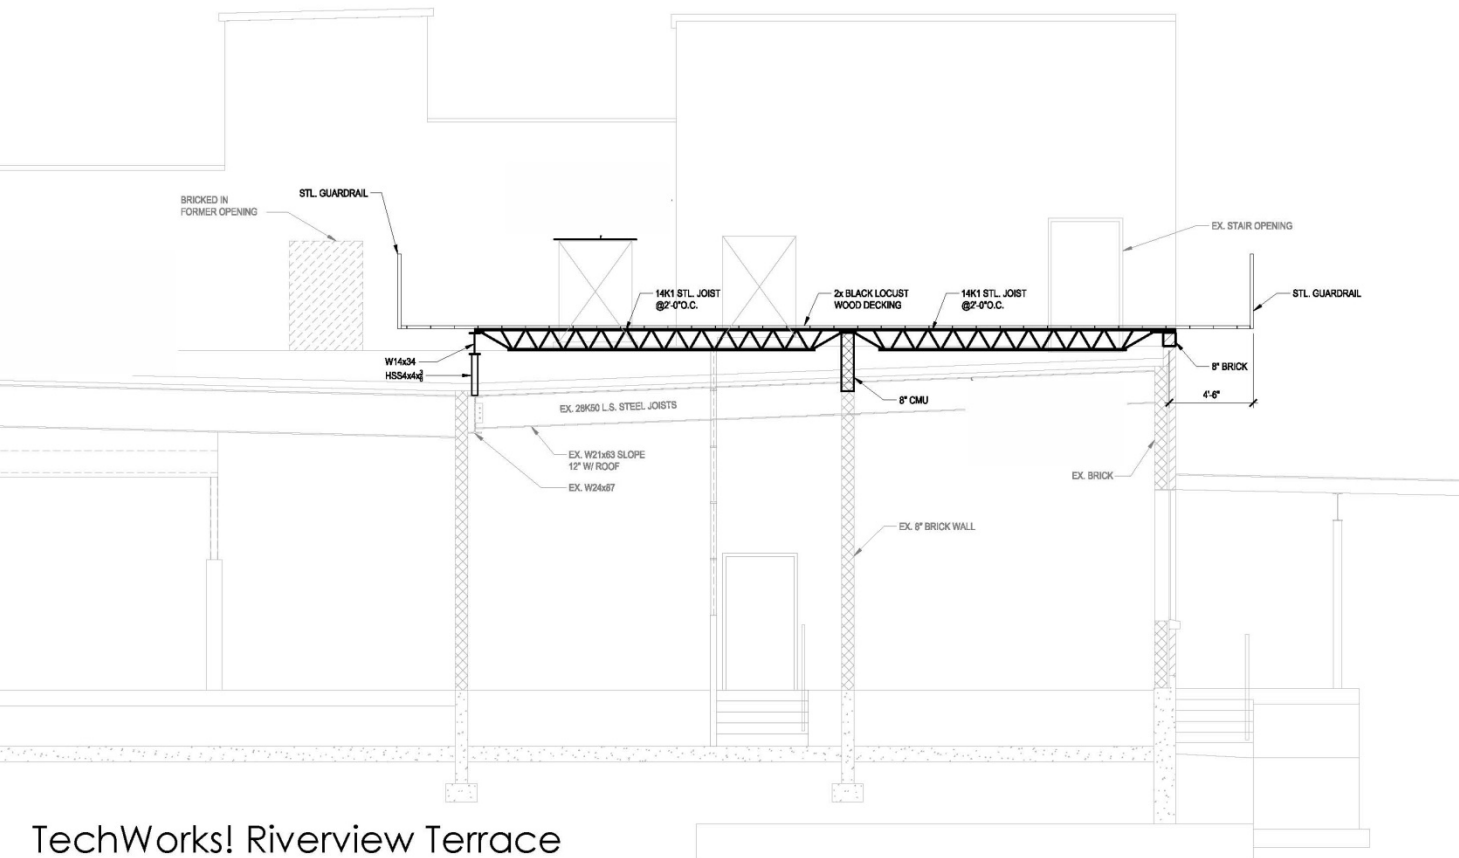 STL. GUARDRAIL
BRICKED IN
FORMER OPENING
EX. STAIR OPENING
14K1 STL. JOIST
@2'-0"O.C.
2x BLACK LOCUST
WOOD DECKING
14K1 STL. JOIST
@2'-0"O.C.
STL. GUARDRAIL
W14x34
8" BRICK
4'-6"
8" CMU
EX. 28K50 L.S. STEEL JOISTS
EX. W21x63 SLOPE
12" W/ ROOF
EX. BRICK
EX. W24x87
EX. 8" BRICK WALL
TechWorks! Riverview Terrace